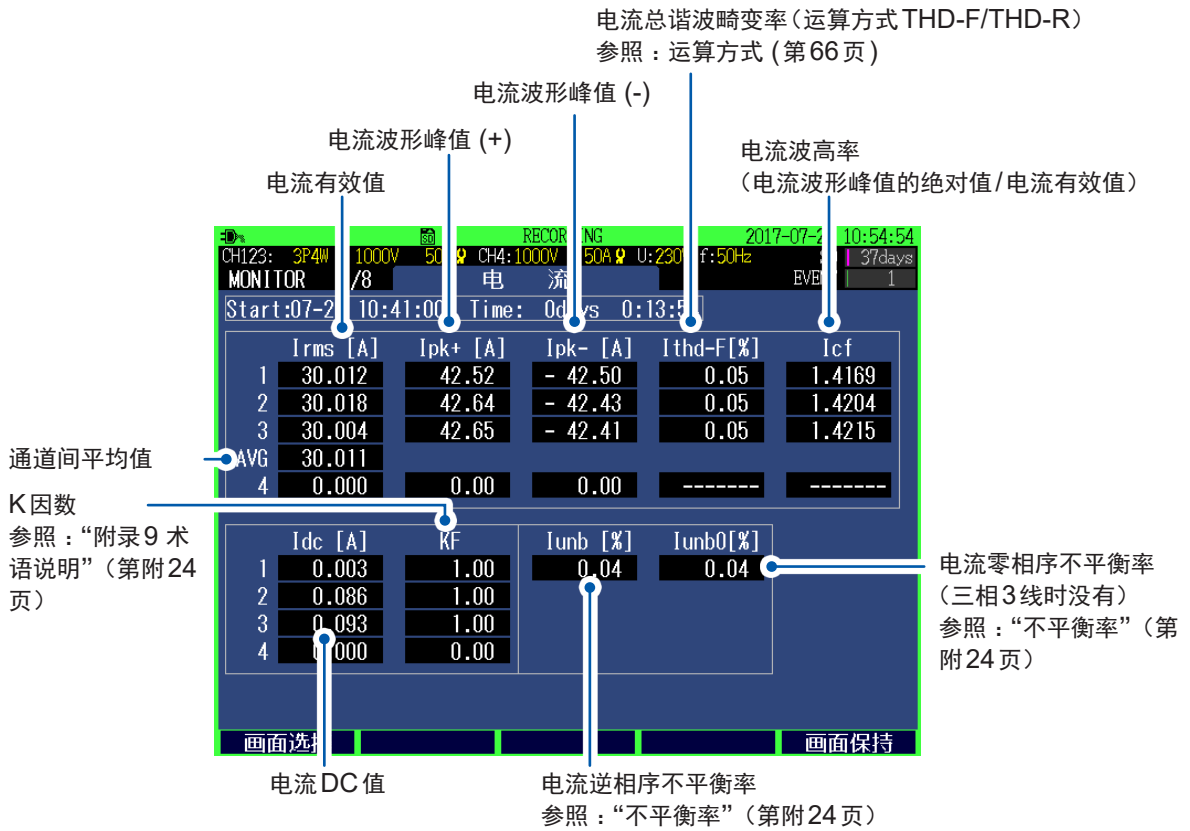 电流总谐波畸变率（运算方式THD-F/THD-R）
参照：运算方式 (第66页)
电流波形峰值 (-)
电流波形峰值 (+)
电流波高率
（电流波形峰值的绝对值/电流有效值）
电流有效值
SD RECOR NG 2017-07-2 10:54:54
CH123: 3P4W 1000V 50 CH4:1000V 50A U:230 f:50Hz 37days
MONITOR /8 电 流 EVE 1
Start:07-2 10:41:00 Time: 0d ys 0:13:5
Irms [A] Ipk+ [A] Ipk- [A] Ithd-F[%] Icf
1 30.012 42.52 - 42.50 0.05 1.4169
2 30.018 42.64 - 42.43 0.05 1.4204
3 30.004 42.65 - 42.41 0.05 1.4215
AVG 30.011
4 0.000 0.00 0.00 ------- -------
通道间平均值
K因数
参照：“附录9 术
语说明”（第附24
页）
Idc [A] KF Iunb [%] Iunb0[%]
1 0.003 1.00 0.04 0.04
2 0.086 1.00
3 0.093 1.00
4 0.000 0.00
电流零相序不平衡率
（三相3线时没有）
参照：“不平衡率”（第
附24页）
画面选择 画面保持
电流DC值
电流逆相序不平衡率
参照：“不平衡率”（第附24页）